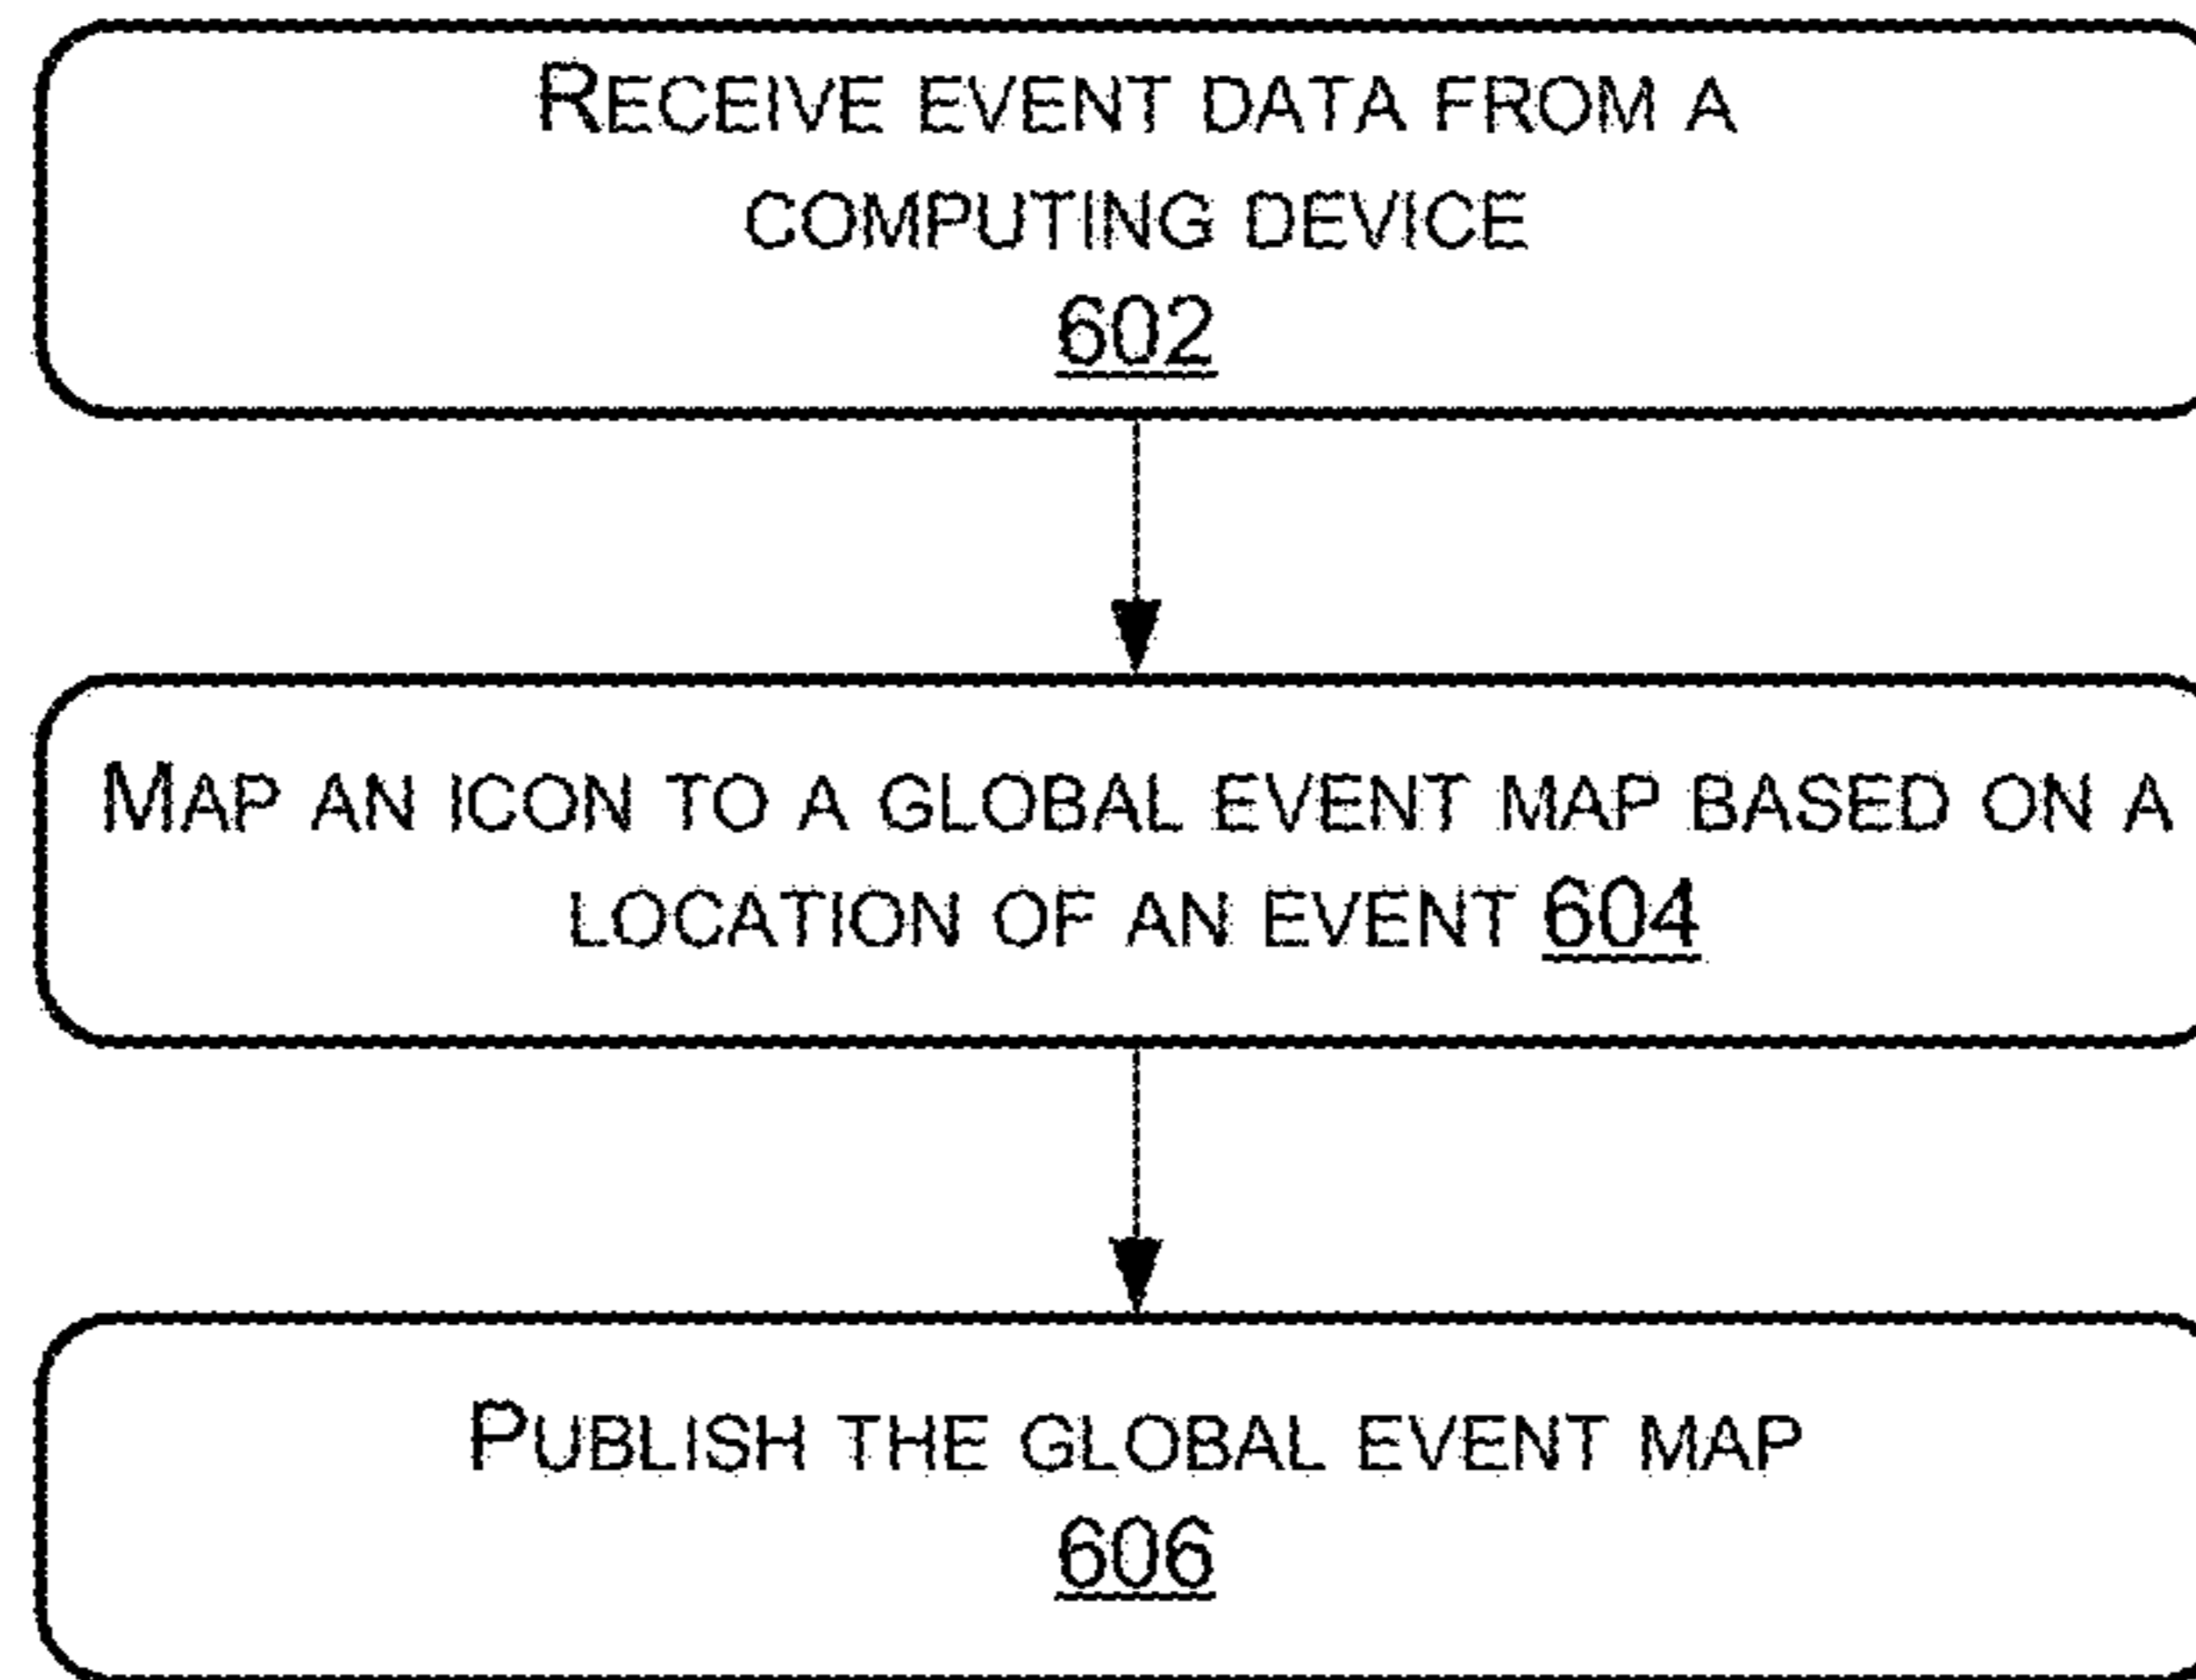 RECEIVE EVENT DATA FROM A
COMPUTING DEVICE
602
MAP AN ICON TO A GLOBAL EVENT MAP BASED ON A
LOCATION OF AN EVENT 604
PUBLISH THE GLOBAL EVENT MAP
606